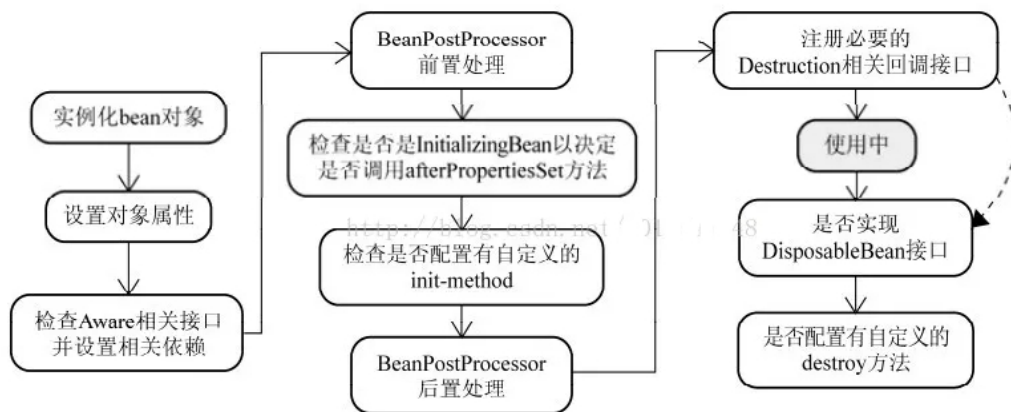 实例化bean对象
设置对象属性
检查Aware相关接口
并设置相关依赖
BeanPostProcessor
前置处理
检查是否是InitializingBean以决定
是否调用afterPropertiesSet方法
检查是否配置有自定义的
init-method
BeanPostProcessor
后置处理
注册必要的
Destruction相关回调接口
使用中
是否实现
DisposableBean接口
是否配置有自定义的
destroy方法